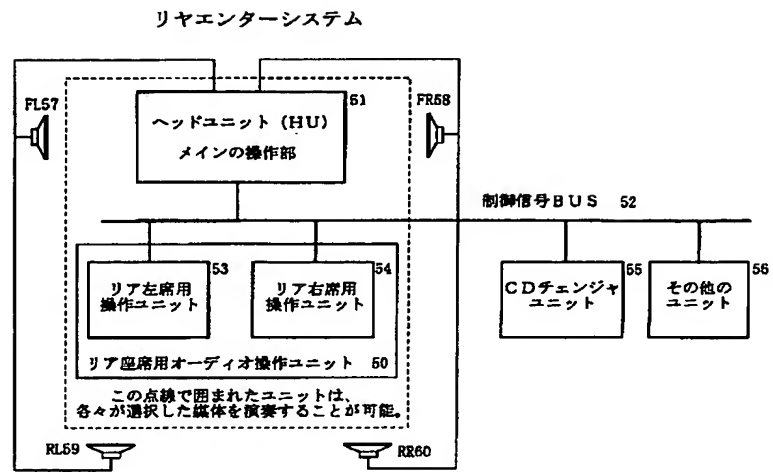 リヤエンターシステム
FL57
51
FR58
ヘッドユニット（HU）
メインの操作部
制御信号BUS 52
53
リア左席用
操作ユニット
54
リア右席用
操作ユニット
55
CDチェンジャ
ユニット
56
その他の
ユニット
リア座席用オーディオ操作ユニット 50
この点線で囲まれたユニットは、
各々が選択した媒体を演奏することが可能。
RL59
RR60